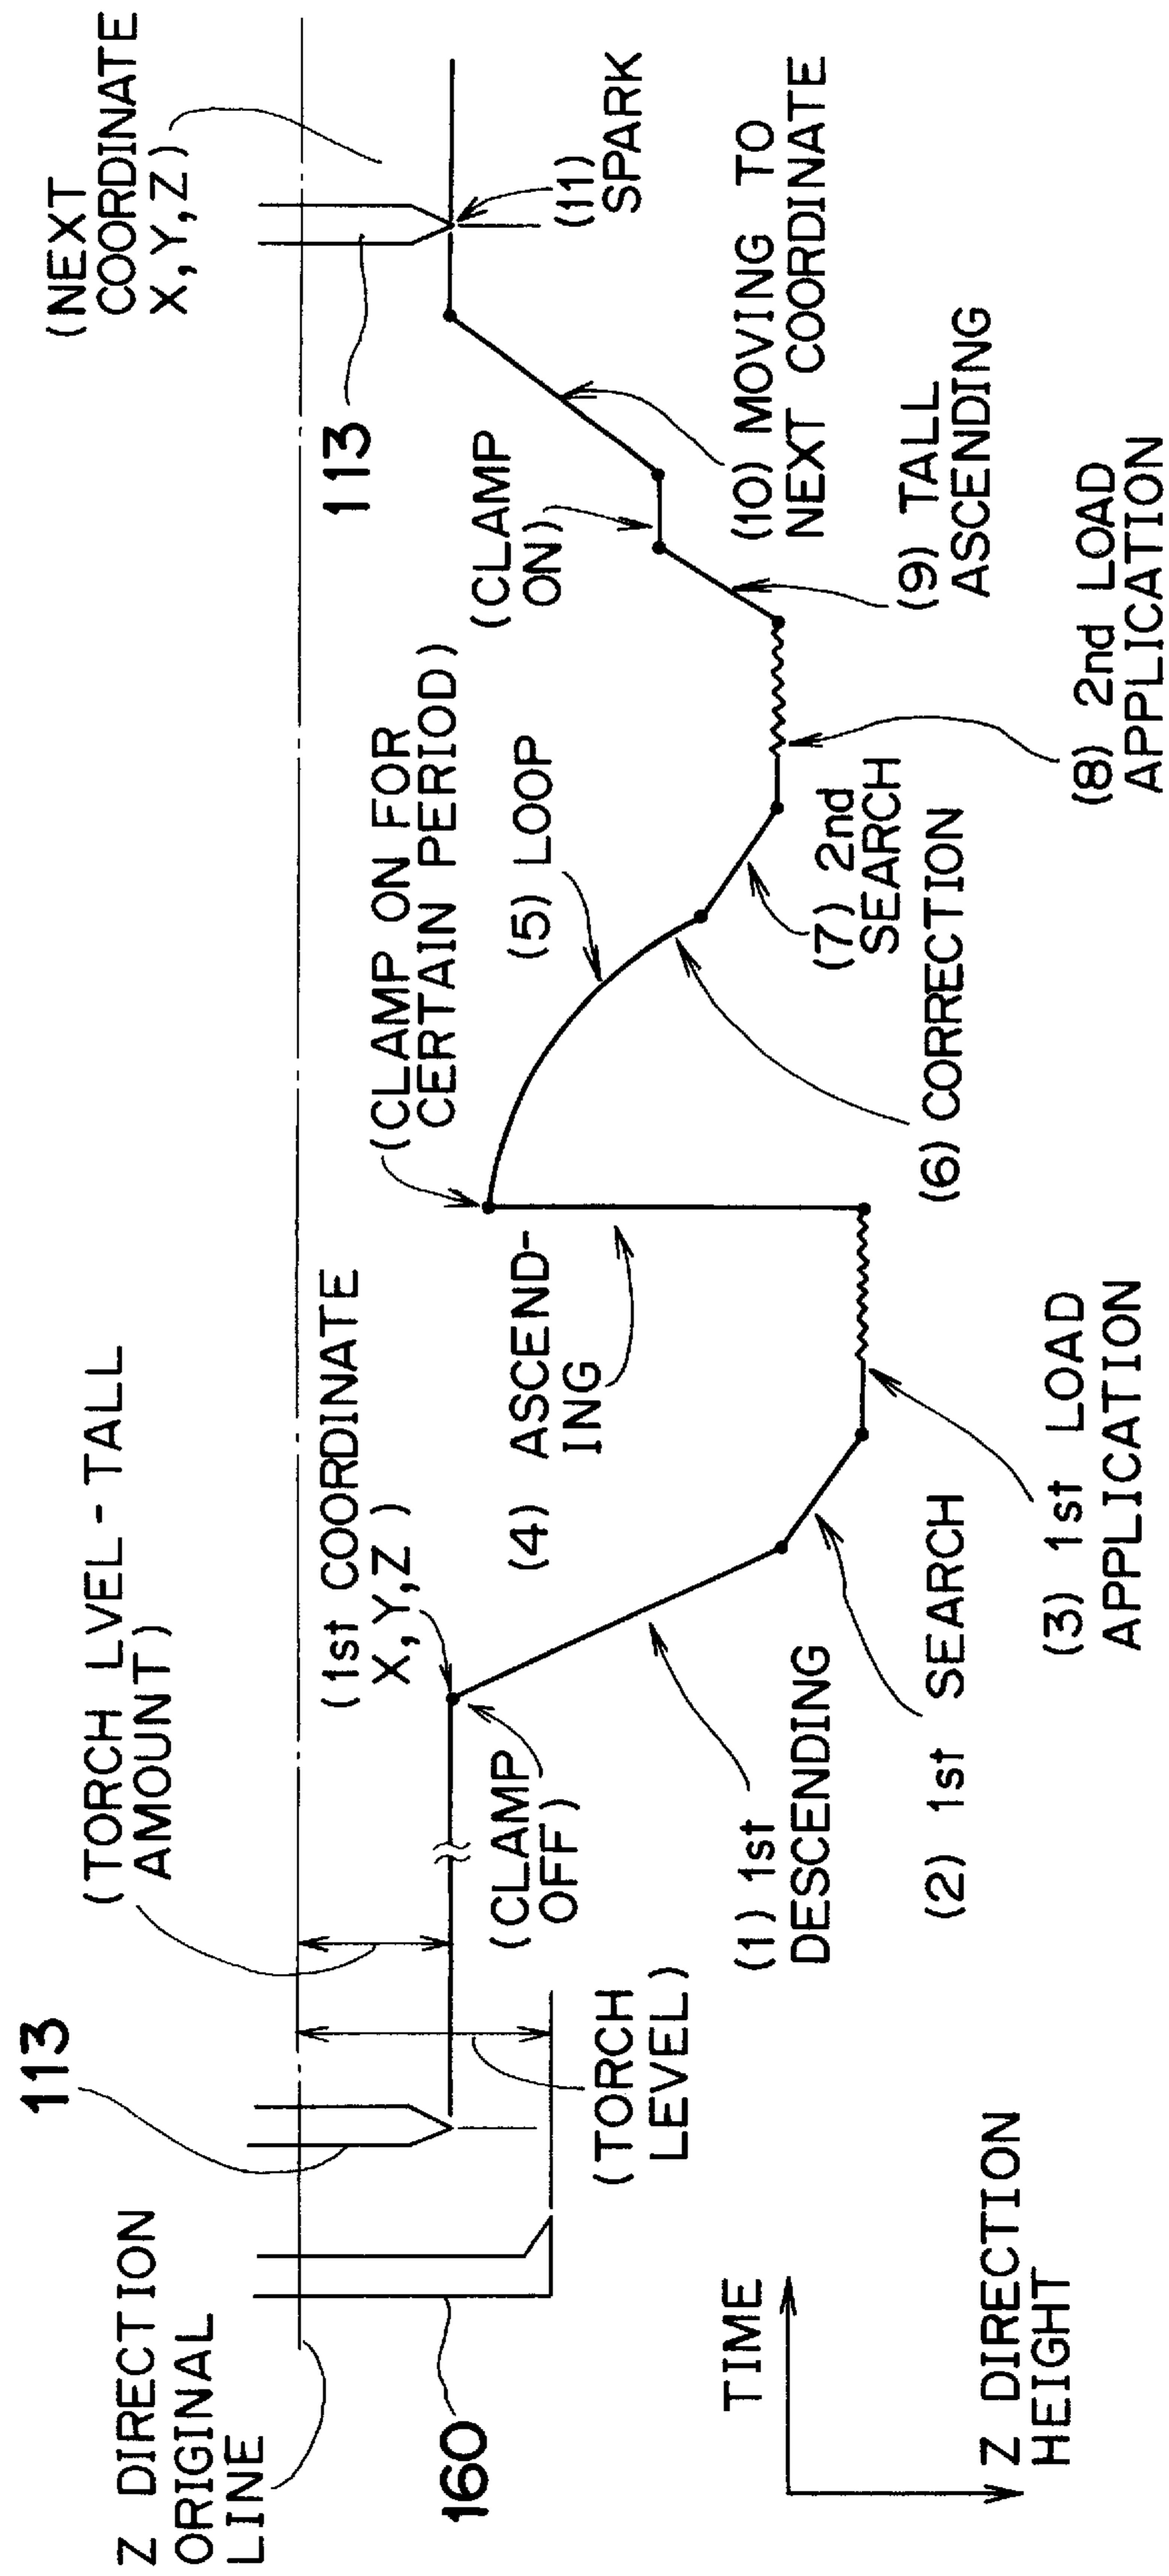 Z DIRECTION
ORIGINAL
LINE
113
(TORCH LVEL-TALL
AMOUNT)
(1st COORDINATE
X,Y,Z)
(CLAMP ON FOR
CERTAIN PERIOD)
113
(NEXT
COORDINATE
X,Y,Z)
160
(TORCH
LEVEL)
(CLAMP
OFF)
(1) 1st
DESCENDING
(2) 1st SEARCH
(3) 1st LOAD
APPLICATION
(4) ASCEND-
ING
(5) LOOP
(6) CORRECTION
(7) 2nd
SEARCH
(8) 2nd LOAD
APPLICATION
(9) TALL
ASCENDING
(CLAMP
ON)
(10) MOVING TO
NEXT COORDINATE
(11)
SPARK
TIME
Z DIRECTION
HEIGHT